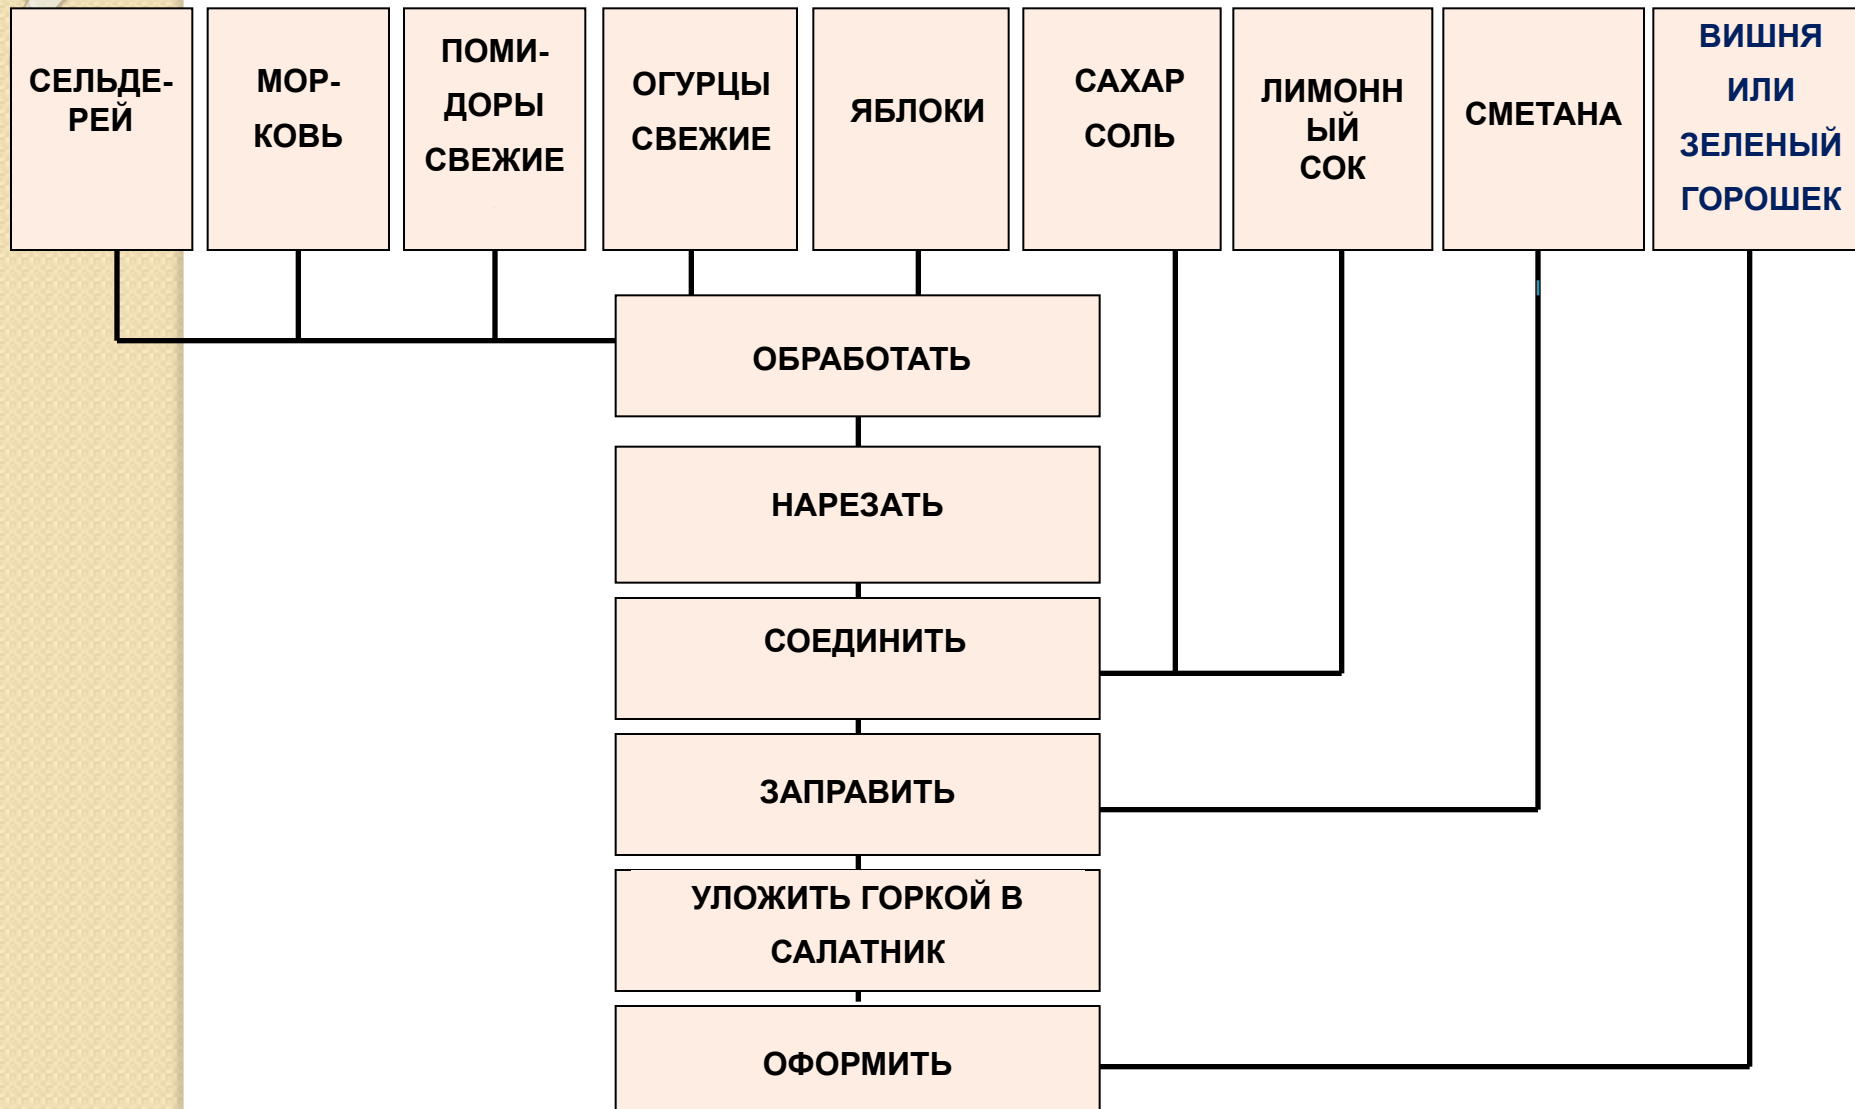 СЕЛЬДЕ-
РЕЙ
МОР-
КОВЬ
ПОМИ-
ДОРЫ
СВЕЖИЕ
ОГУРЦЫ
СВЕЖИЕ
ЯБЛОКИ
САХАР
СОЛЬ
ЛИМОНН
ЫЙ
СОК
СМЕТАНА
ВИШНЯ
ИЛИ
ЗЕЛЕНЫЙ
ГОРОШЕК
ОБРАБОТАТЬ
НАРЕЗАТЬ
СОЕДИНИТЬ
ЗАПРАВИТЬ
УЛОЖИТЬ ГОРКОЙ В
САЛАТНИК
ОФОРМИТЬ